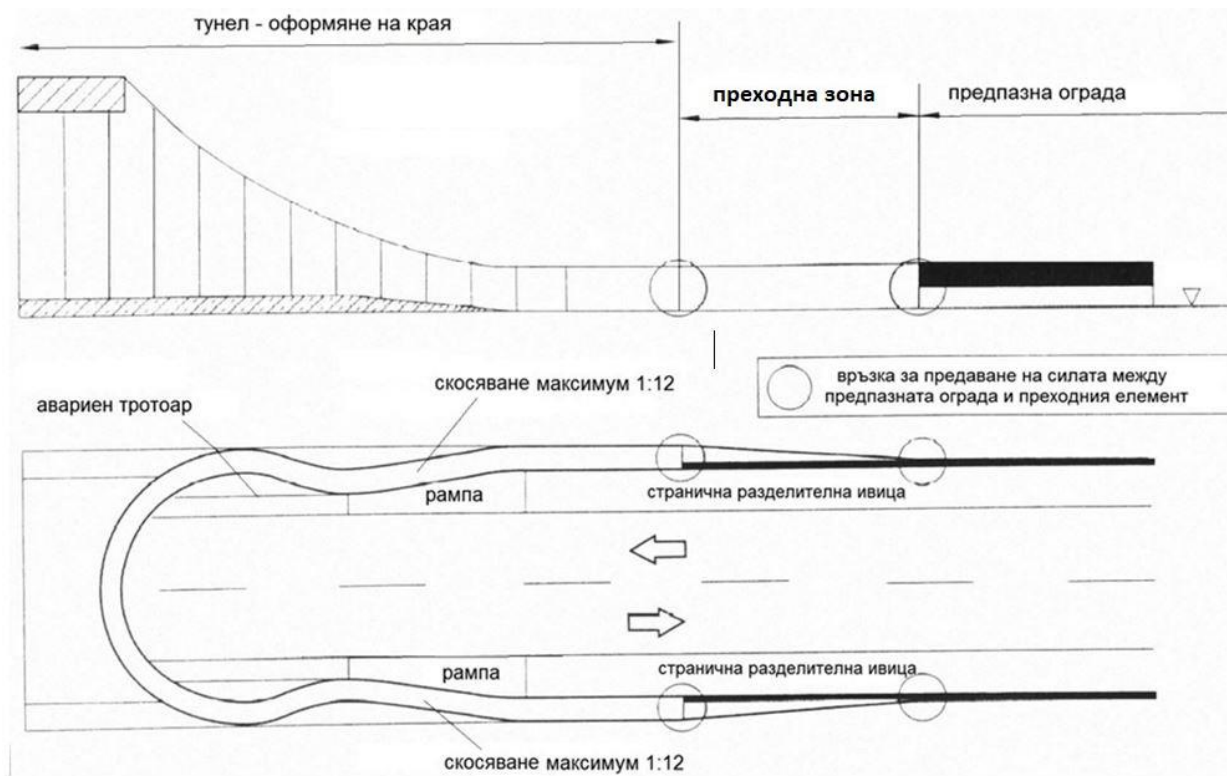 тунел - оформяне на края
преходна зона
предпазна ограда
връзка за предаване на силата между
предпазната ограда и преходния елемент
скосяване максимум 1:12
авариен тротоар
рампа
странична разделителна ивица
рампа
странична разделителна ивица
скосяване максимум 1:12